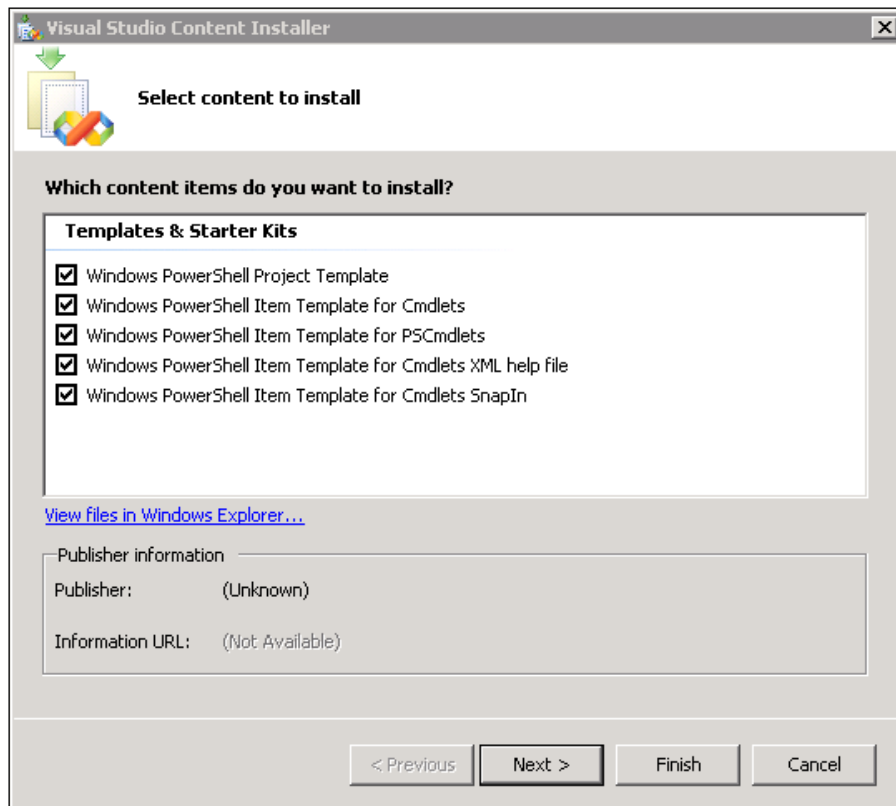 Visual Studio Content Installer
Select content to install
Which content items do you want to install?
Templates & Starter Kits
Windows PowerShell Project Template
Windows PowerShell Item Template for Cmdlets
Windows PowerShell Item Template for PSCmdlets
Windows PowerShell Item Template for Cmdlets XML help file
Windows PowerShell Item Template for Cmdlets SnapIn
View files in Windows Explorer...
Publisher information
Publisher: (Unknown)
Information URL: (Not Available)
< Previous Next > Finish Cancel